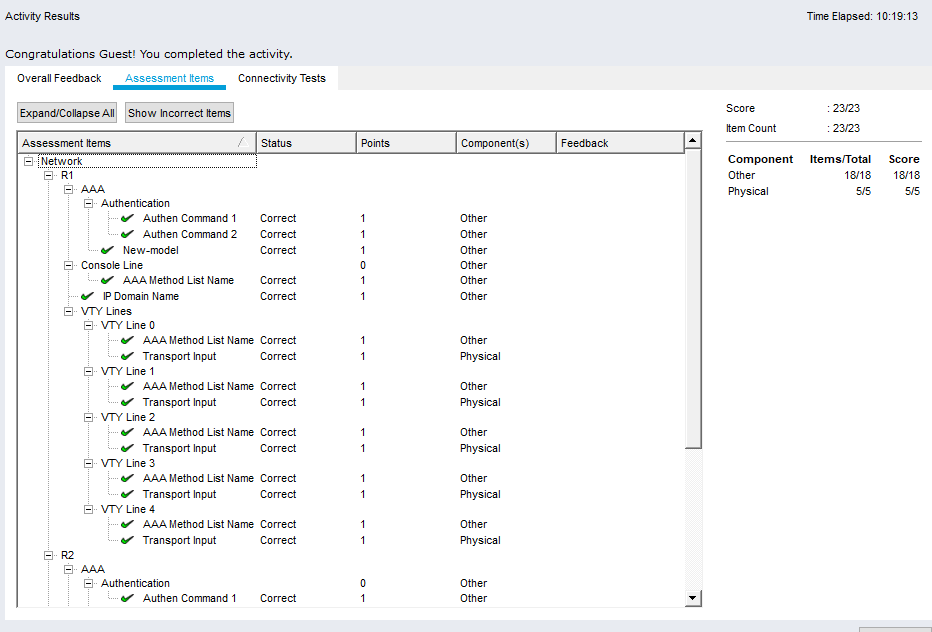 Activity Results Time Elapsed: 10:19:13
Congratulations Guest! You completed the activity.
Overall Feedback Assessment Items Connectivity Tests
Expand/Collapse All Show Incorrect Items
Assessment Items Status Points Component(s) Feedback
Network
R1
AAA
Authentication
Authen Command 1 Correct 1 Other
Authen Command 2 Correct 1 Other
New-model Correct 1 Other
Console Line 0 Other
AAA Method List Name Correct 1 Other
IP Domain Name Correct 1 Other
VTY Lines
VTY Line 0
AAA Method List Name Correct 1 Other
Transport Input Correct 1 Physical
VTY Line 1
AAA Method List Name Correct 1 Other
Transport Input Correct 1 Physical
VTY Line 2
AAA Method List Name Correct 1 Other
Transport Input Correct 1 Physical
VTY Line 3
AAA Method List Name Correct 1 Other
Transport Input Correct 1 Physical
VTY Line 4
AAA Method List Name Correct 1 Other
Transport Input Correct 1 Physical
R2
AAA
Authentication 0 Other
Authen Command 1 Correct 1 Other
Score : 23/23
Item Count : 23/23
Component Items/Total Score
Other 18/18 18/18
Physical 5/5 5/5